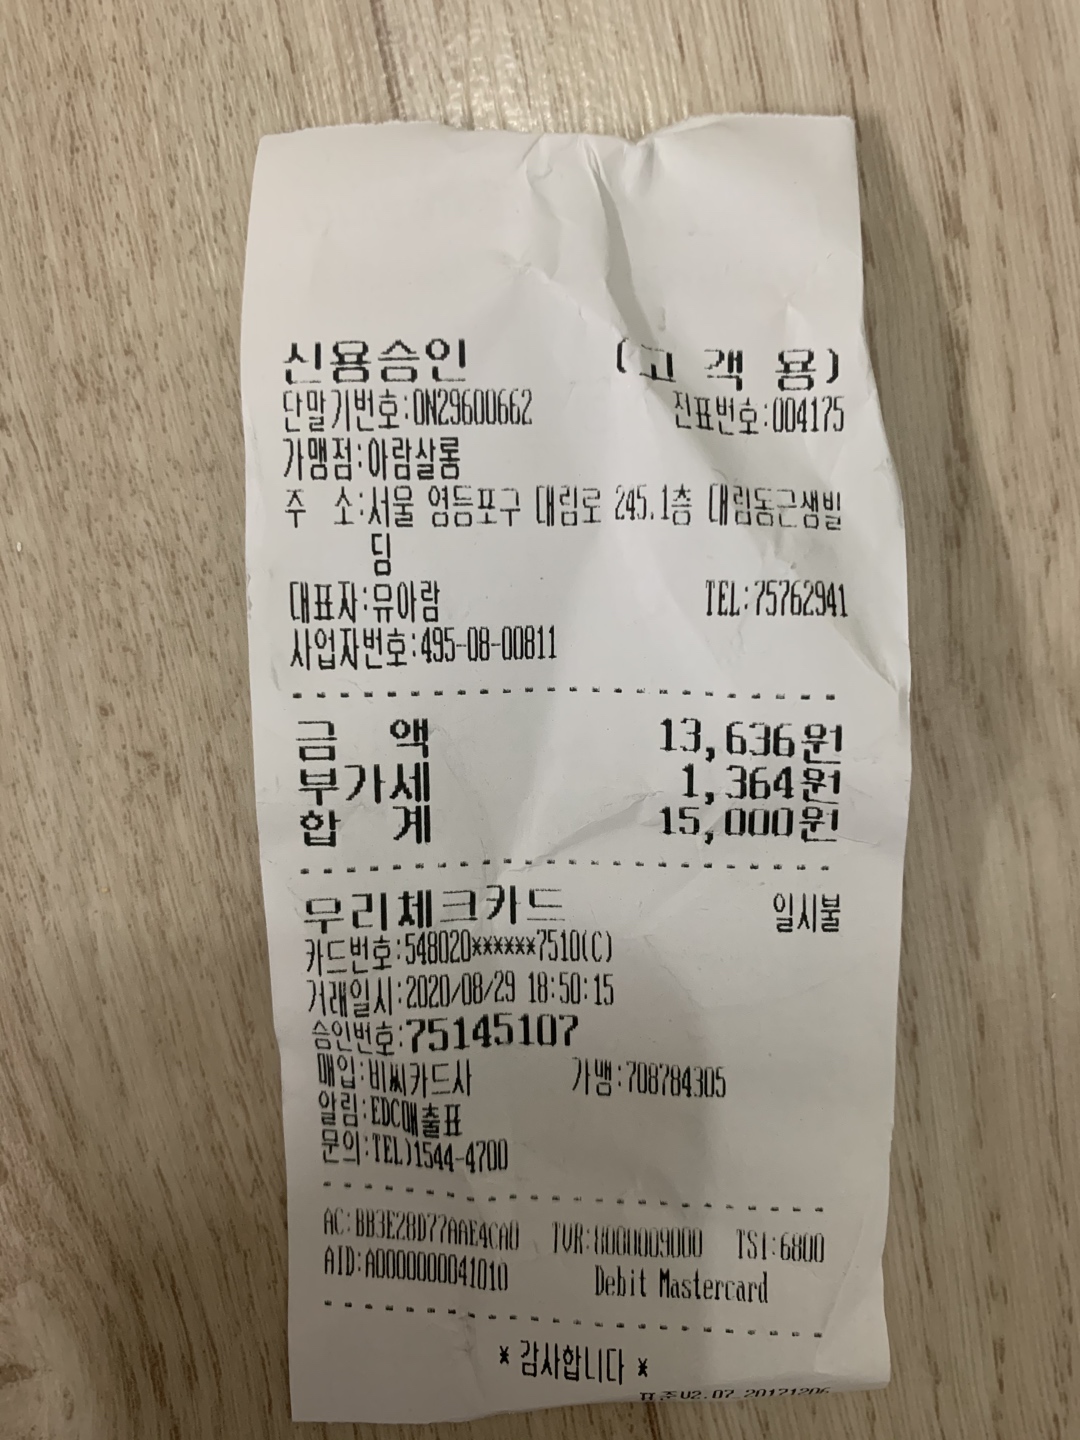 신용승인 (고 객 용)
단말기번호:0N29600662 전표번호:004175
가맹점:아람살롬
주 소:서울 영등포구 대림로 245.1층 대림동근생빌
딩
대표자:유아람 TEL:75762941
사업자번호:495-08-00811
금 액 13,636원
부가세 1,364원
합 계 15,000원
우리체크카드 일시불
카드번호:548020******7510(C)
거래일시:2020/08/29 18:50:15
승인번호:75145107
매입:비씨카드사 가맹:708784305
알림:EDC매출표
문의:TEL)1544-4700
AC:BB3E28D77AAE4CA0 TVR:8000009000 TSI:6800
AID:A0000000041010 Debit Mastercard
* 감사합니다 *
표준V2.07_20171206